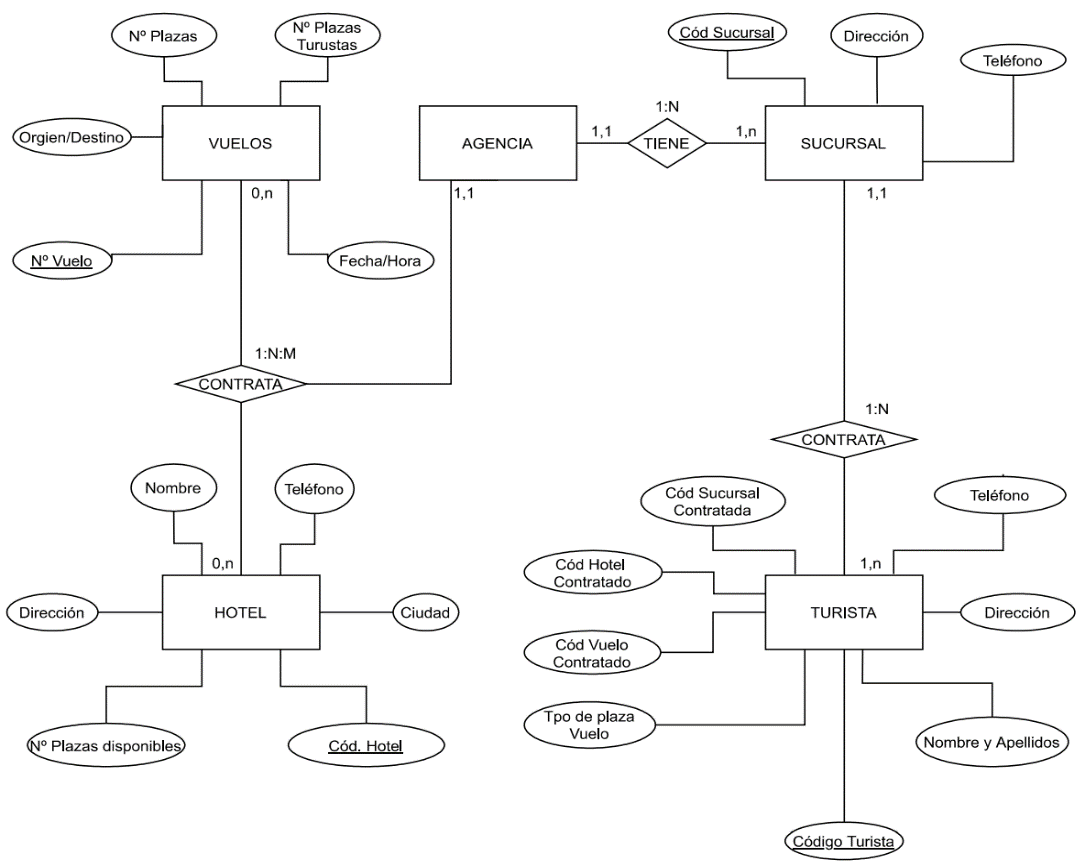 Nº Plazas
Nº Plazas
Turustas
Cód Sucursal
Dirección
Teléfono
Orgien/Destino
VUELOS
AGENCIA
1,1
1:N
TIENE
1,n
SUCURSAL
0,n
1,1
1,1
Nº Vuelo
Fecha/Hora
1:N:M
CONTRATA
1:N
CONTRATA
Nombre
Teléfono
Cód Sucursal
Contratada
Teléfono
0,n
1,n
Cód Hotel
Contratado
Dirección
HOTEL
Ciudad
TURISTA
Dirección
Cód Vuelo
Contratado
Tpo de plaza
Vuelo
Nº Plazas disponibles
Cód. Hotel
Nombre y Apellidos
Código Turista